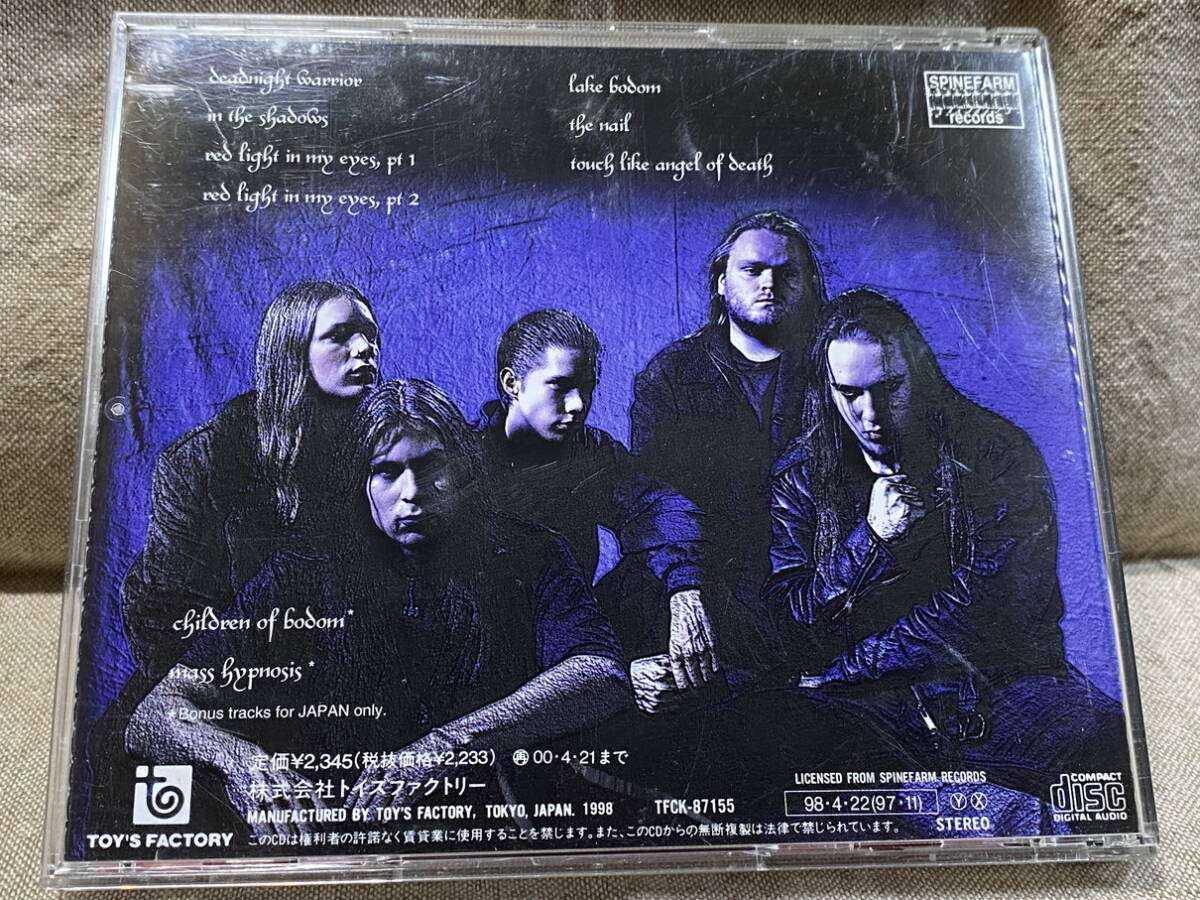 deadnight warrior
in the shadows
red light in my eyes, pt 1
red light in my eyes, pt 2
lake bodom
the nail
touch like angel of death
SPINEFARM
records
children of bodom*
mass hypnosis*
*Bonus tracks for JAPAN only.
定価¥2,345(税抜価格¥2,233) 再 00・4・21まで
株式会社トイズファクトリー
MANUFACTURED BY TOY'S FACTORY, TOKYO, JAPAN. 1998 TFCK-87155
このCDは権利者の許諾なく賃貸業に使用することを禁じます。また、このCDからの無断複製は法律で禁じられています。
TOY'S FACTORY
LICENSED FROM SPINEFARM RECORDS
98・4・22(97・11) Y X
STEREO
COMPACT
disc
DIGITAL AUDIO